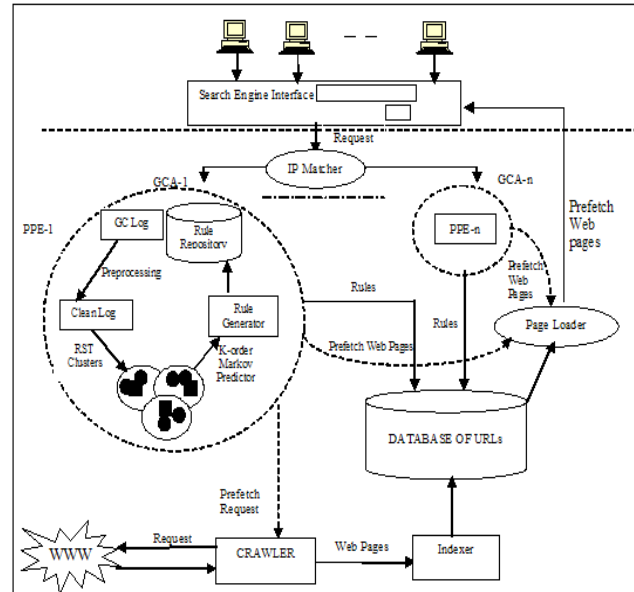 Search Engine Interface
Request
IP Matcher
GCA-1
GCA-n
PPE-1
GC Log
Rule
Repository
PPE-n
Prefetch
Web
pages
Preprocessing
Prefetch
Web
Pages
Clean Log
Rule
Generator
Rules
Rules
Page Loader
RST
Clusters
K-order
Markov
Predictor
Prefetch Web Pages
DATABASE OF URLs
Prefetch
Request
WWW
Request
CRAWLER
Web Pages
Indexer